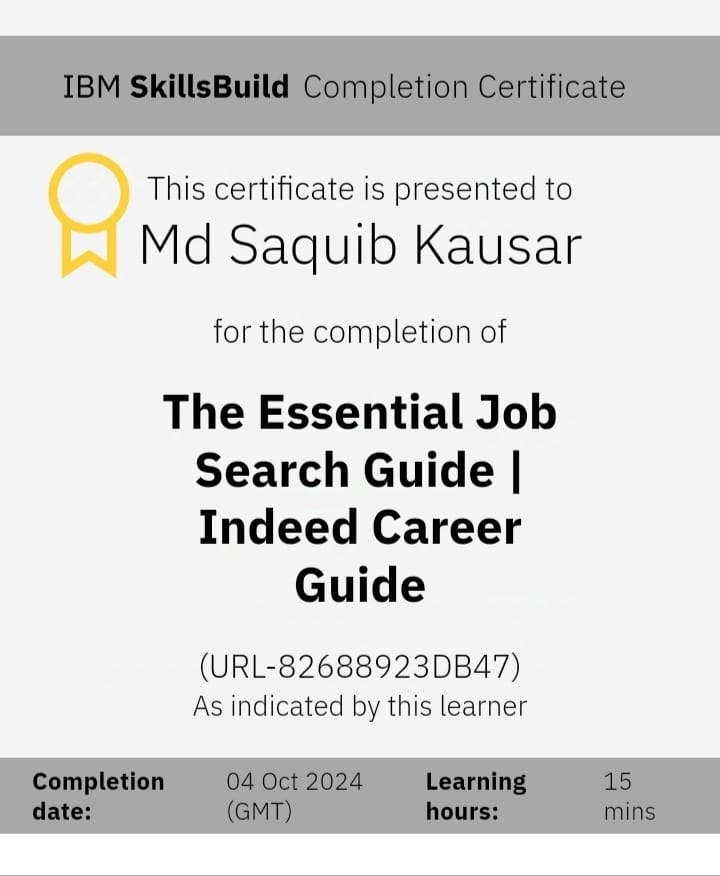 IBM SkillsBuild Completion Certificate
This certificate is presented to
Md Saquib Kausar
for the completion of
The Essential Job
Search Guide |
Indeed Career
Guide
(URL-82688923DB47)
As indicated by this learner
Completion date: 04 Oct 2024 (GMT) Learning hours: 15 mins